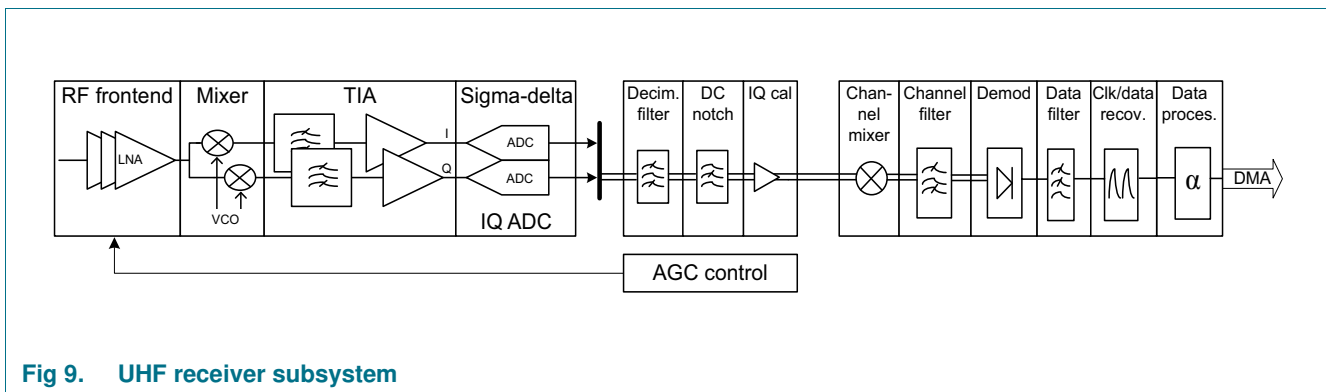 RF frontend
Mixer
TIA
Sigma-delta
Decim.
filter
DC
notch
IQ cal
Chan-
nel
mixer
Channel
filter
Demod
Data
filter
Clk/data
recov.
Data
proces.
LNA
VCO
I
Q
ADC
ADC
IQ ADC
α
DMA
AGC control
Fig 9. UHF receiver subsystem